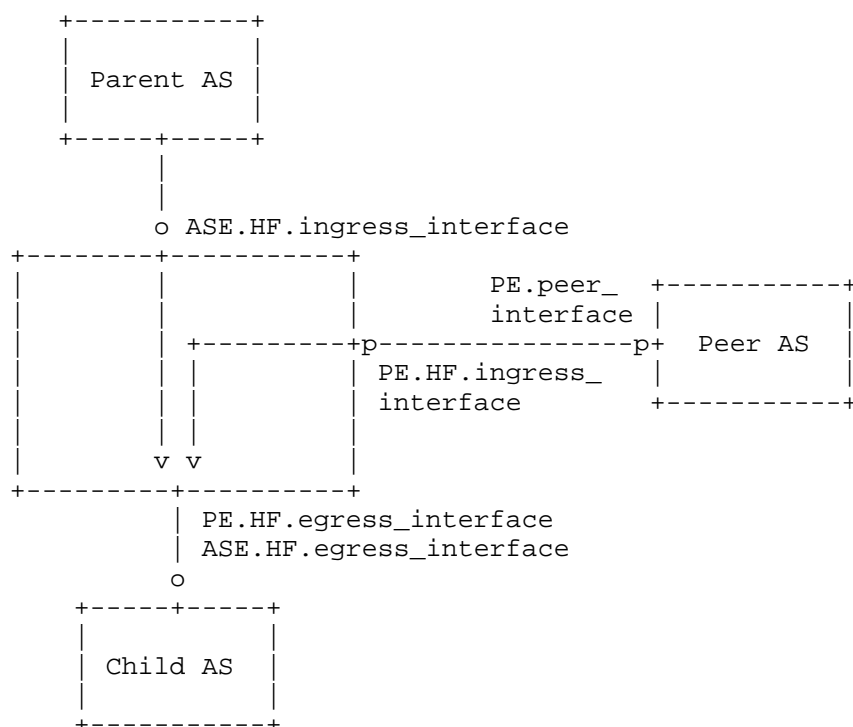 Parent AS
o ASE.HF.ingress_interface
PE.peer_
interface
p p Peer AS
PE.HF.ingress_
interface
v v
PE.HF.egress_interface
ASE.HF.egress_interface
o
Child AS